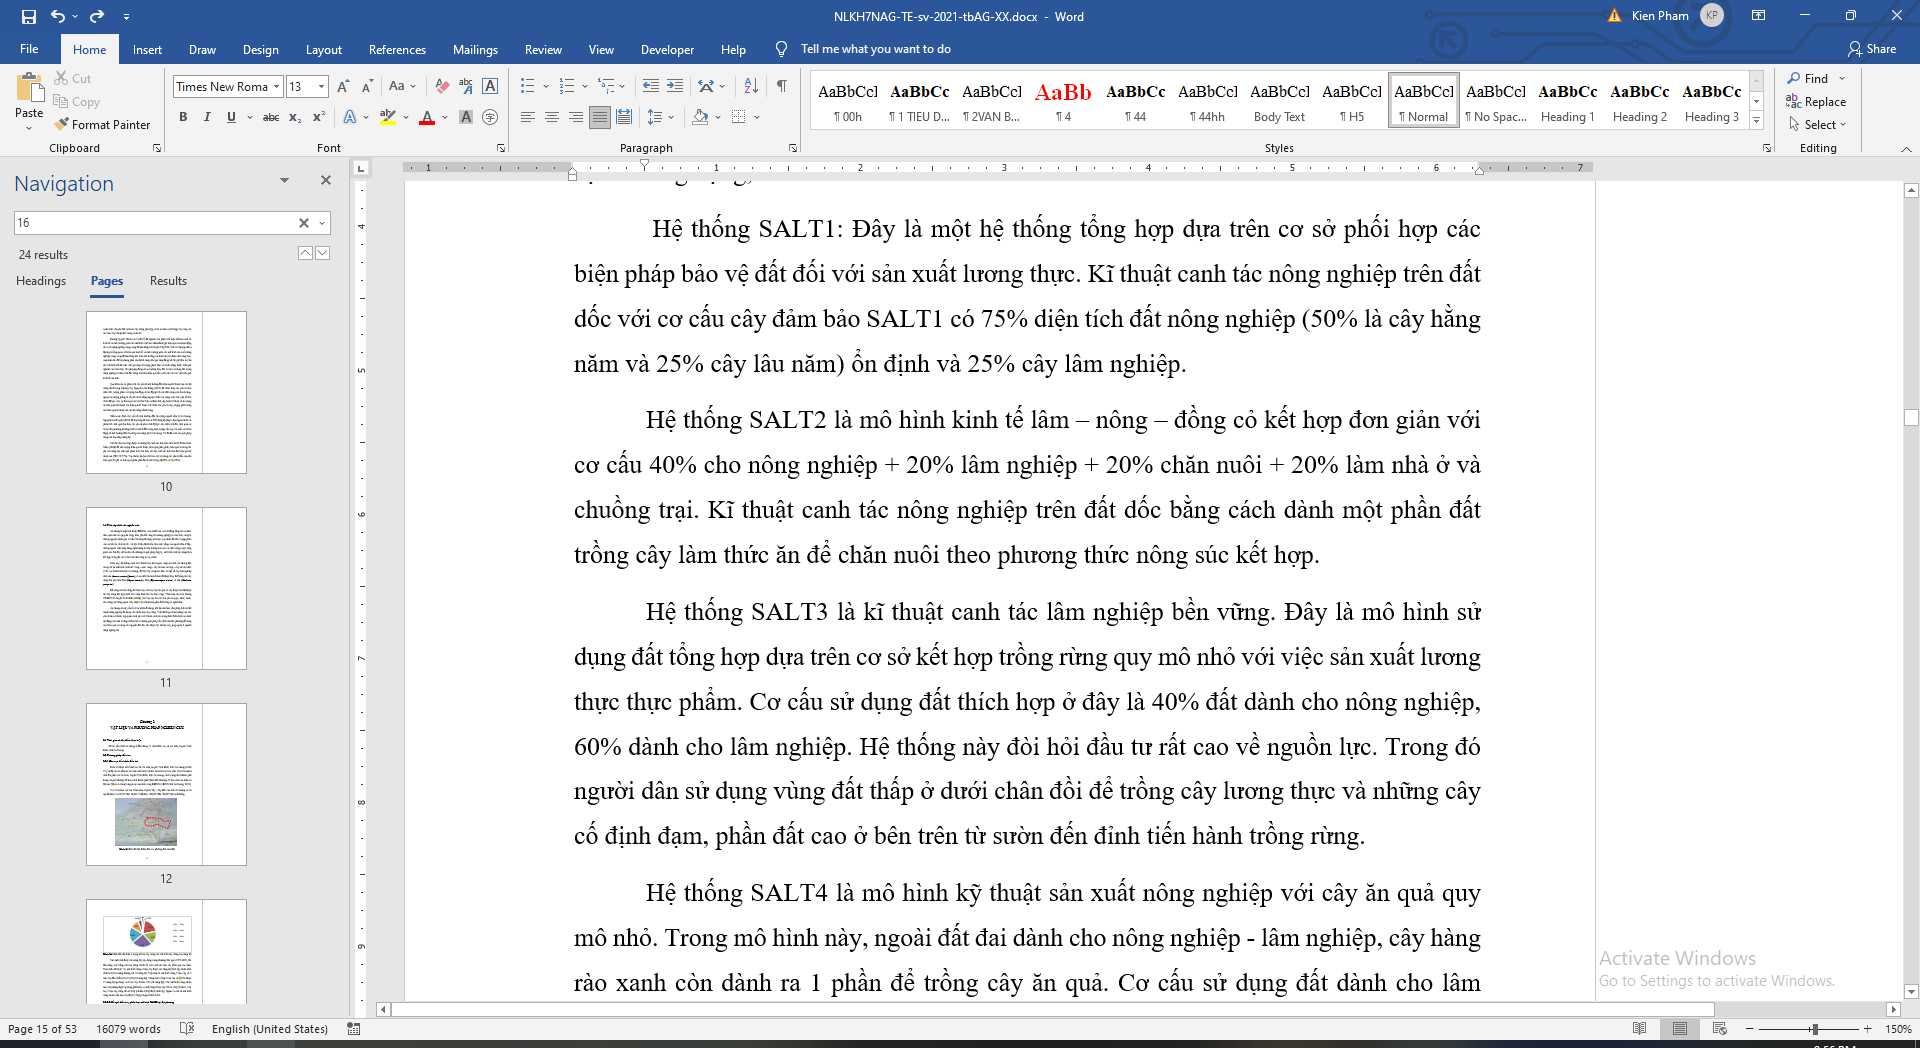 NLKH7NAG-TE-sv-2021-tbAG-XX.docx - Word
Kien Pham
KP
File
Home
Insert
Draw
Design
Layout
References
Mailings
Review
View
Developer
Help
Tell me what you want to do
Share
Paste
Cut
Copy
Format Painter
Clipboard
Times New Roma
13
Font
Paragraph
AaBbCcI AaBbCc AaBbCcI AaBb AaBbCc AaBbCcI AaBbCcI AaBbCcI AaBbCcI AaBbCcI AaBbCc AaBbCc AaBbCc
¶ 00h ¶ 1 TIEU D... ¶ 2VAN B... ¶ 4 ¶ 44 ¶ 44hh Body Text ¶ H5 ¶ Normal ¶ No Spac... Heading 1 Heading 2 Heading 3
Styles
Find
Replace
Select
Editing
Navigation
16
24 results
Headings
Pages
Results
10
11
12
Hệ thống SALT1: Đây là một hệ thống tổng hợp dựa trên cơ sở phối hợp các
biện pháp bảo vệ đất đối với sản xuất lương thực. Kĩ thuật canh tác nông nghiệp trên đất
dốc với cơ cấu cây đảm bảo SALT1 có 75% diện tích đất nông nghiệp (50% là cây hằng
năm và 25% cây lâu năm) ổn định và 25% cây lâm nghiệp.
Hệ thống SALT2 là mô hình kinh tế lâm – nông – đồng cỏ kết hợp đơn giản với
cơ cấu 40% cho nông nghiệp + 20% lâm nghiệp + 20% chăn nuôi + 20% làm nhà ở và
chuồng trại. Kĩ thuật canh tác nông nghiệp trên đất dốc bằng cách dành một phần đất
trồng cây làm thức ăn để chăn nuôi theo phương thức nông súc kết hợp.
Hệ thống SALT3 là kĩ thuật canh tác lâm nghiệp bền vững. Đây là mô hình sử
dụng đất tổng hợp dựa trên cơ sở kết hợp trồng rừng quy mô nhỏ với việc sản xuất lương
thực thực phẩm. Cơ cấu sử dụng đất thích hợp ở đây là 40% đất dành cho nông nghiệp,
60% dành cho lâm nghiệp. Hệ thống này đòi hỏi đầu tư rất cao về nguồn lực. Trong đó
người dân sử dụng vùng đất thấp ở dưới chân đồi để trồng cây lương thực và những cây
cố định đạm, phần đất cao ở bên trên từ sườn đến đỉnh tiến hành trồng rừng.
Hệ thống SALT4 là mô hình kỹ thuật sản xuất nông nghiệp với cây ăn quả quy
mô nhỏ. Trong mô hình này, ngoài đất đai dành cho nông nghiệp - lâm nghiệp, cây hàng
rào xanh còn dành ra 1 phần để trồng cây ăn quả. Cơ cấu sử dụng đất dành cho lâm
Activate Windows
Go to Settings to activate Windows.
Page 15 of 53
16079 words
English (United States)
150%